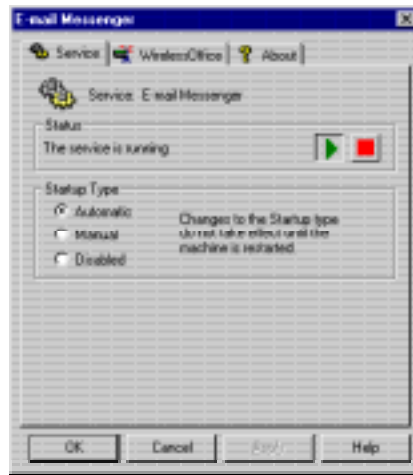 E-mail Messenger
Service WirelessOffice About
Service: E-mail Messenger
Status
The service is running
Startup Type
Automatic
Manual
Disabled
Changes to the Startup type
do not take effect until the
machine is restarted.
OK Cancel Apply Help